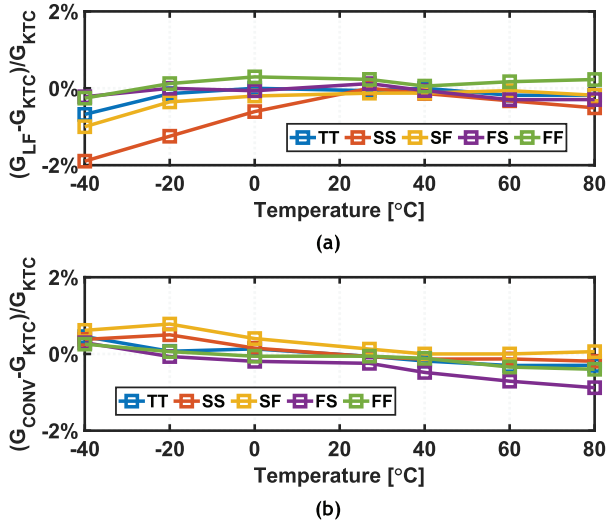 (G_LF-G_KTC)/G_KTC
2%
0%
-2%
TT SS SF FS FF
-40 -20 0 20 40 60 80
Temperature [°C]
(a)
(G_CONV-G_KTC)/G_KTC
2%
0%
-2%
TT SS SF FS FF
-40 -20 0 20 40 60 80
Temperature [°C]
(b)